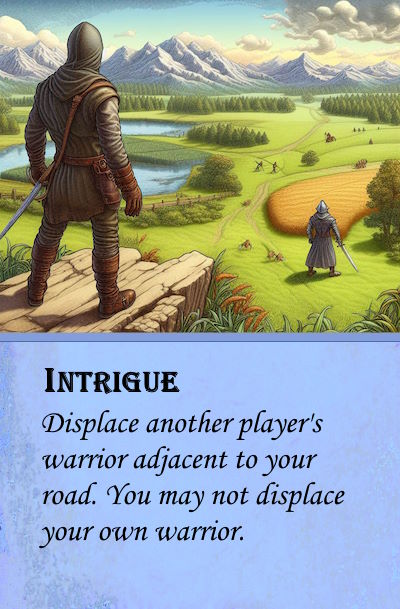 Intrigue
Displace another player's
warrior adjacent to your
road. You may not displace
your own warrior.